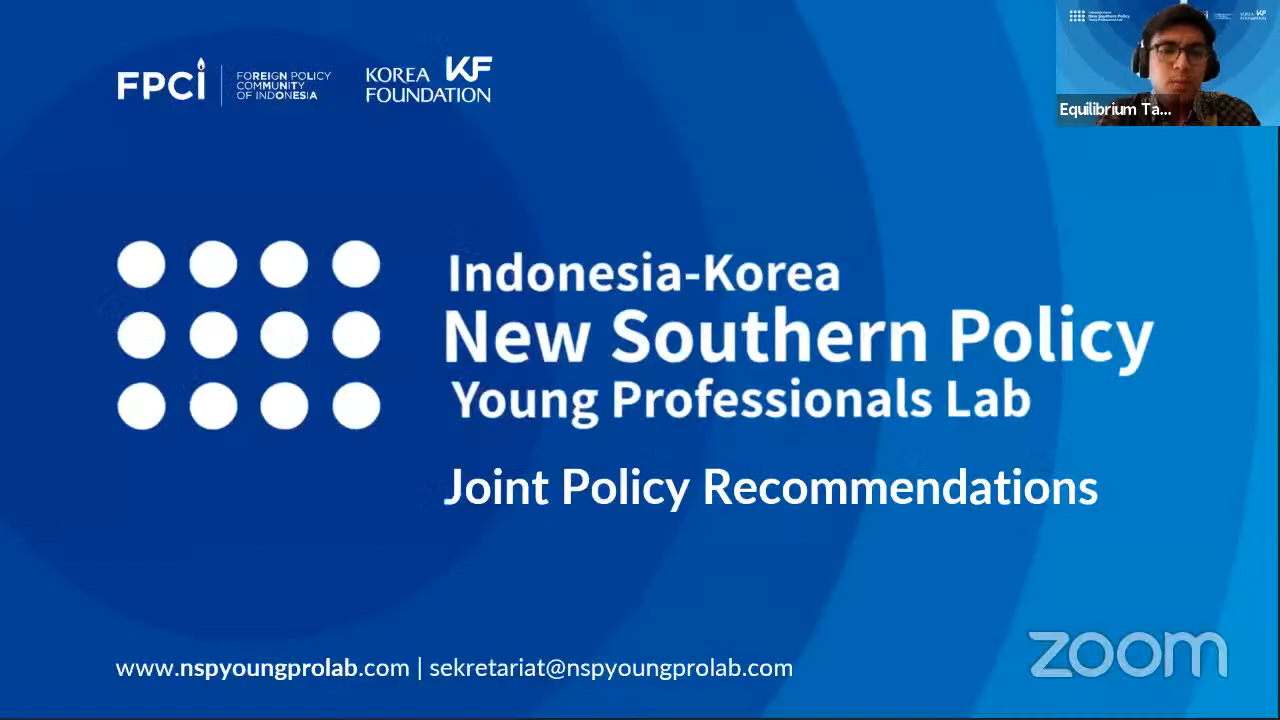 FPCI
FOREIGN POLICY
COMMUNITY
OF INDONESIA
KOREA KF
FOUNDATION
Equilibrium Ta...
Indonesia-Korea
New Southern Policy
Young Professionals Lab
Joint Policy Recommendations
www.nspyoungprolab.com | sekretariat@nspyoungprolab.com
zoom